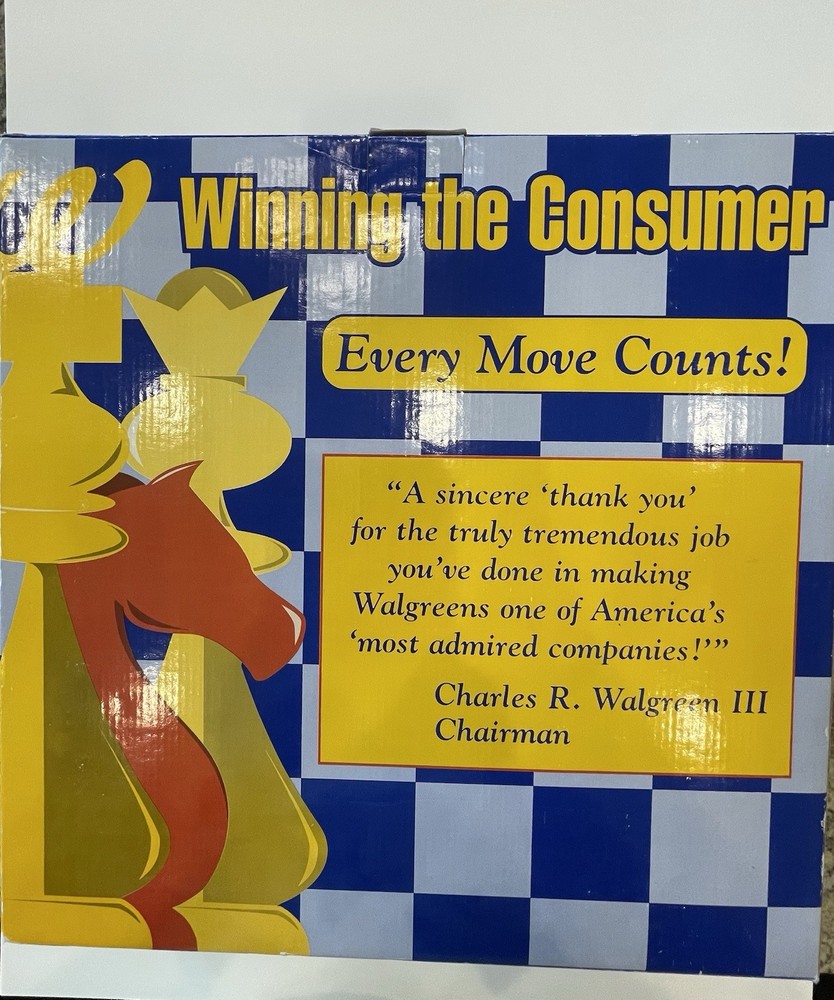 Winning the Consumer
Every Move Counts!
“A sincere ‘thank you’
for the truly tremendous job
you’ve done in making
Walgreens one of America’s
‘most admired companies!’”
Charles R. Walgreen III
Chairman